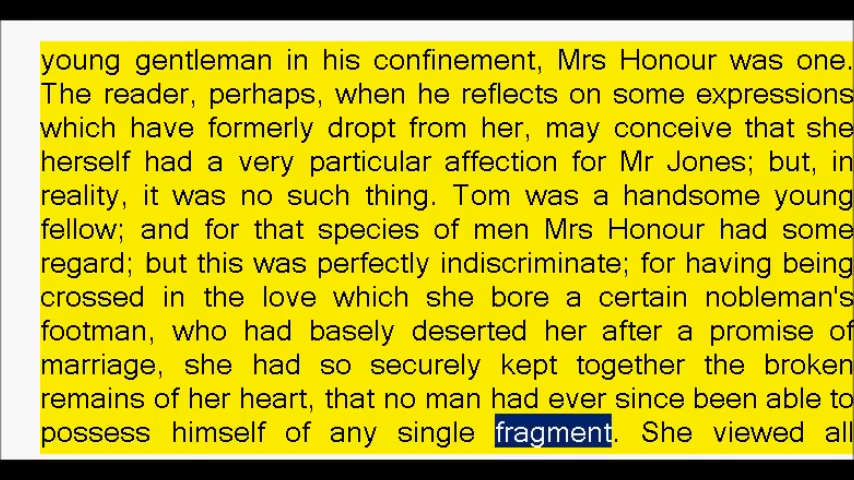 young gentleman in his confinement, Mrs Honour was one.
The reader, perhaps, when he reflects on some expressions
which have formerly dropt from her, may conceive that she
herself had a very particular affection for Mr Jones; but, in
reality, it was no such thing. Tom was a handsome young
fellow; and for that species of men Mrs Honour had some
regard; but this was perfectly indiscriminate; for having being
crossed in the love which she bore a certain nobleman's
footman, who had basely deserted her after a promise of
marriage, she had so securely kept together the broken
remains of her heart, that no man had ever since been able to
possess himself of any single fragment. She viewed all